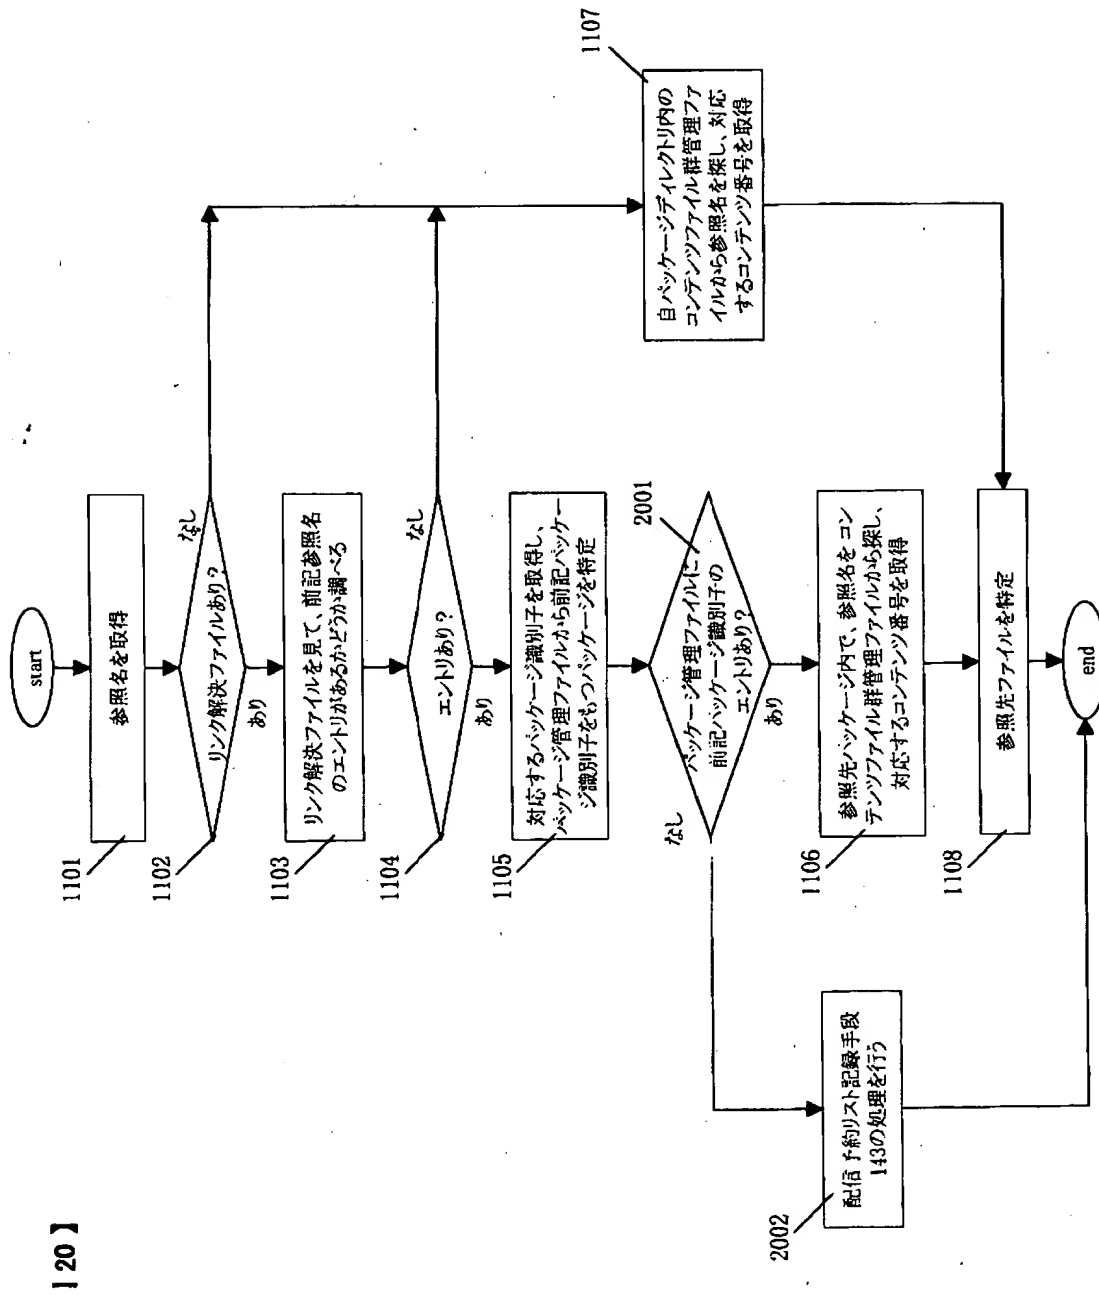 【20】
start
参照名を取得
1101
リンク解決ファイルあり?
なし
あり
1102
リンク解決ファイルを見て、前記参照名
のエントリがあるかどうか調べる
1103
エントリあり?
なし
あり
1104
対応するパッケージ識別子を取得し、
パッケージ管理ファイルから前記パッケー
ジ識別子をもつパッケージを特定
1105
パッケージ管理ファイルに
前記パッケージ識別子の
エントリあり?
2001
なし
あり
参照先パッケージ内で、参照名をコン
テンツファイル群管理ファイルから探し、
対応するコンテンツ番号を取得
1106
自パッケージディレクトリ内の
コンテンツファイル群管理ファ
イルから参照名を探し、対応
するコンテンツ番号を取得
1107
配信予約リスト記録手段
143の処理を行う
2002
参照先ファイルを特定
1108
end